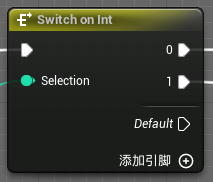 Switch on Int
0
Selection 1
Default
添加引脚